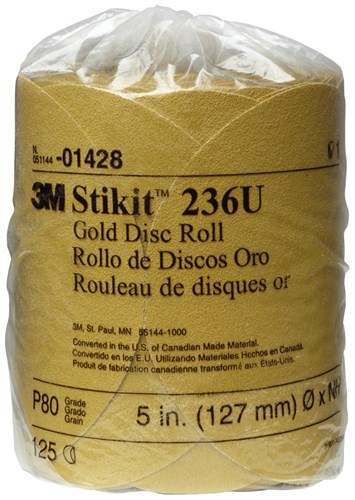 N.
051144 -01428
Ø
3M Stikit™ 236U
Gold Disc Roll
Rollo de Discos Oro
Rouleau de disques or
3M, St. Paul, MN 55144-1000
Converted in the U.S. of Canadian Made Material.
Convertido en los E.U. Utilizando Materiales Hechos en Canadá.
Produit de fabrication canadienne transformé aux États-Unis.
P80 Grade
Grado
Grain
5 in. (127 mm) Ø x NH
125